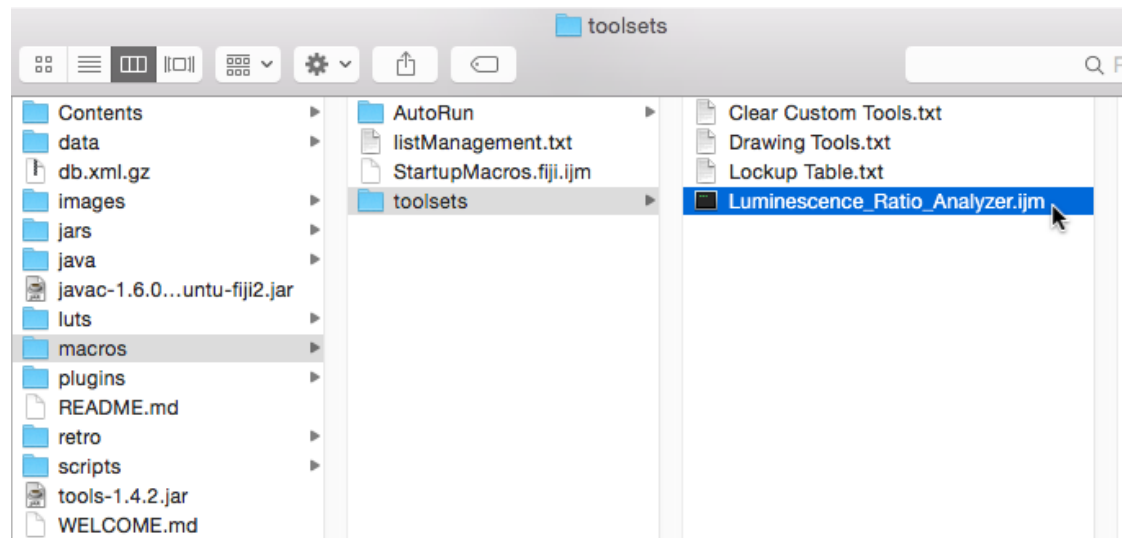 toolsets
Contents
data
db.xml.gz
images
jars
java
javac-1.6.0...untu-fiji2.jar
luts
macros
plugins
README.md
retro
scripts
tools-1.4.2.jar
WELCOME.md
AutoRun
listManagement.txt
StartupMacros.fiji.ijm
toolsets
Clear Custom Tools.txt
Drawing Tools.txt
Lockup Table.txt
Luminescence_Ratio_Analyzer.ijm